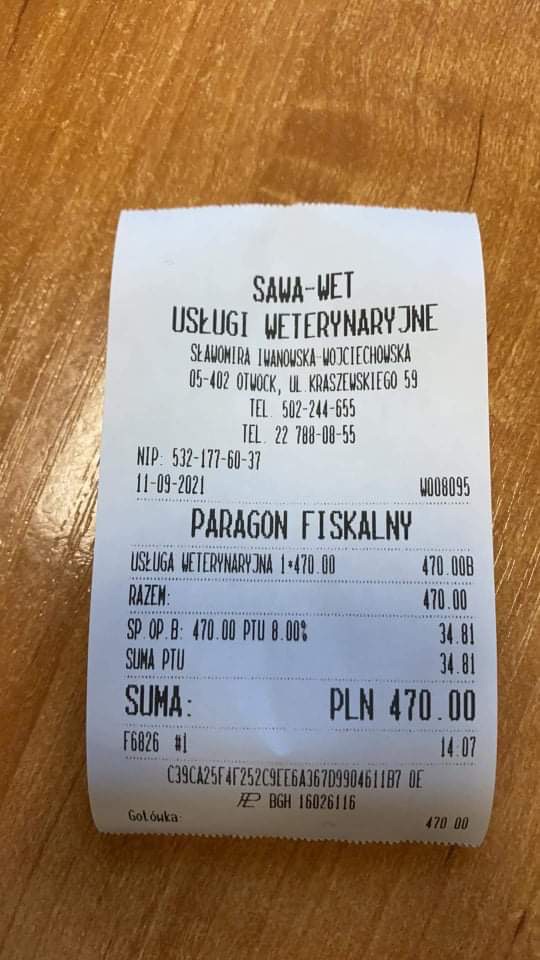 SAWA-WET
USŁUGI WETERYNARYJNE
SŁAWOMIRA IWANOWSKA-WOJCIECHOWSKA
05-402 OTWOCK, UL.KRASZEWSKIEGO 59
TEL. 502-244-655
TEL. 22 788-08-55
NIP: 532-177-60-37
11-09-2021 W008095
PARAGON FISKALNY
USŁUGA WETERYNARYJNA 1*470.00 470.00B
RAZEM: 470.00
SP.OP.B: 470.00 PTU 8.00% 34.81
SUMA PTU 34.81
SUMA: PLN 470.00
F6826 #1 14:07
C39CA25F4F252C9EE6A367D9904611B7 0E
BGH 16026116
Gotówka: 470.00